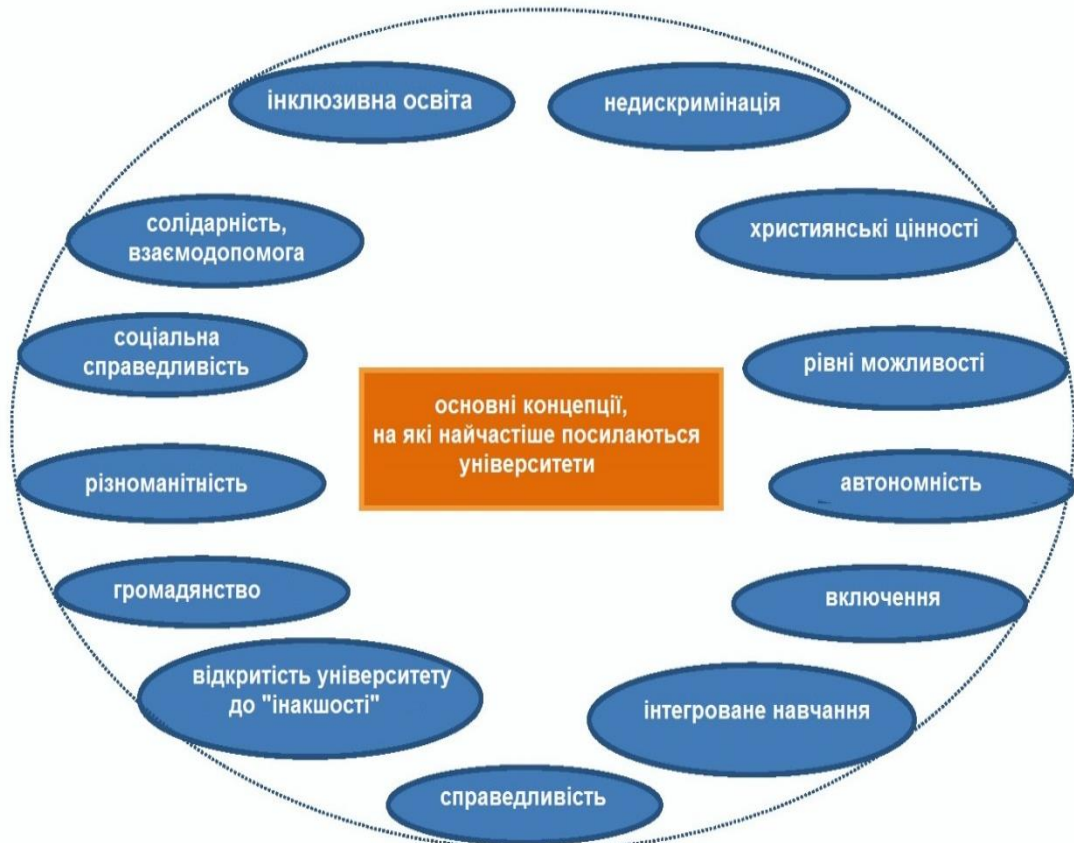 інклюзивна освіта
недискримінація
солідарність,
взаємодопомога
християнські цінності
соціальна
справедливість
рівні можливості
основні концепції,
на які найчастіше посилаються
університети
різноманітність
автономність
громадянство
включення
відкритість університету
до "інакшості"
інтегроване навчання
справедливість